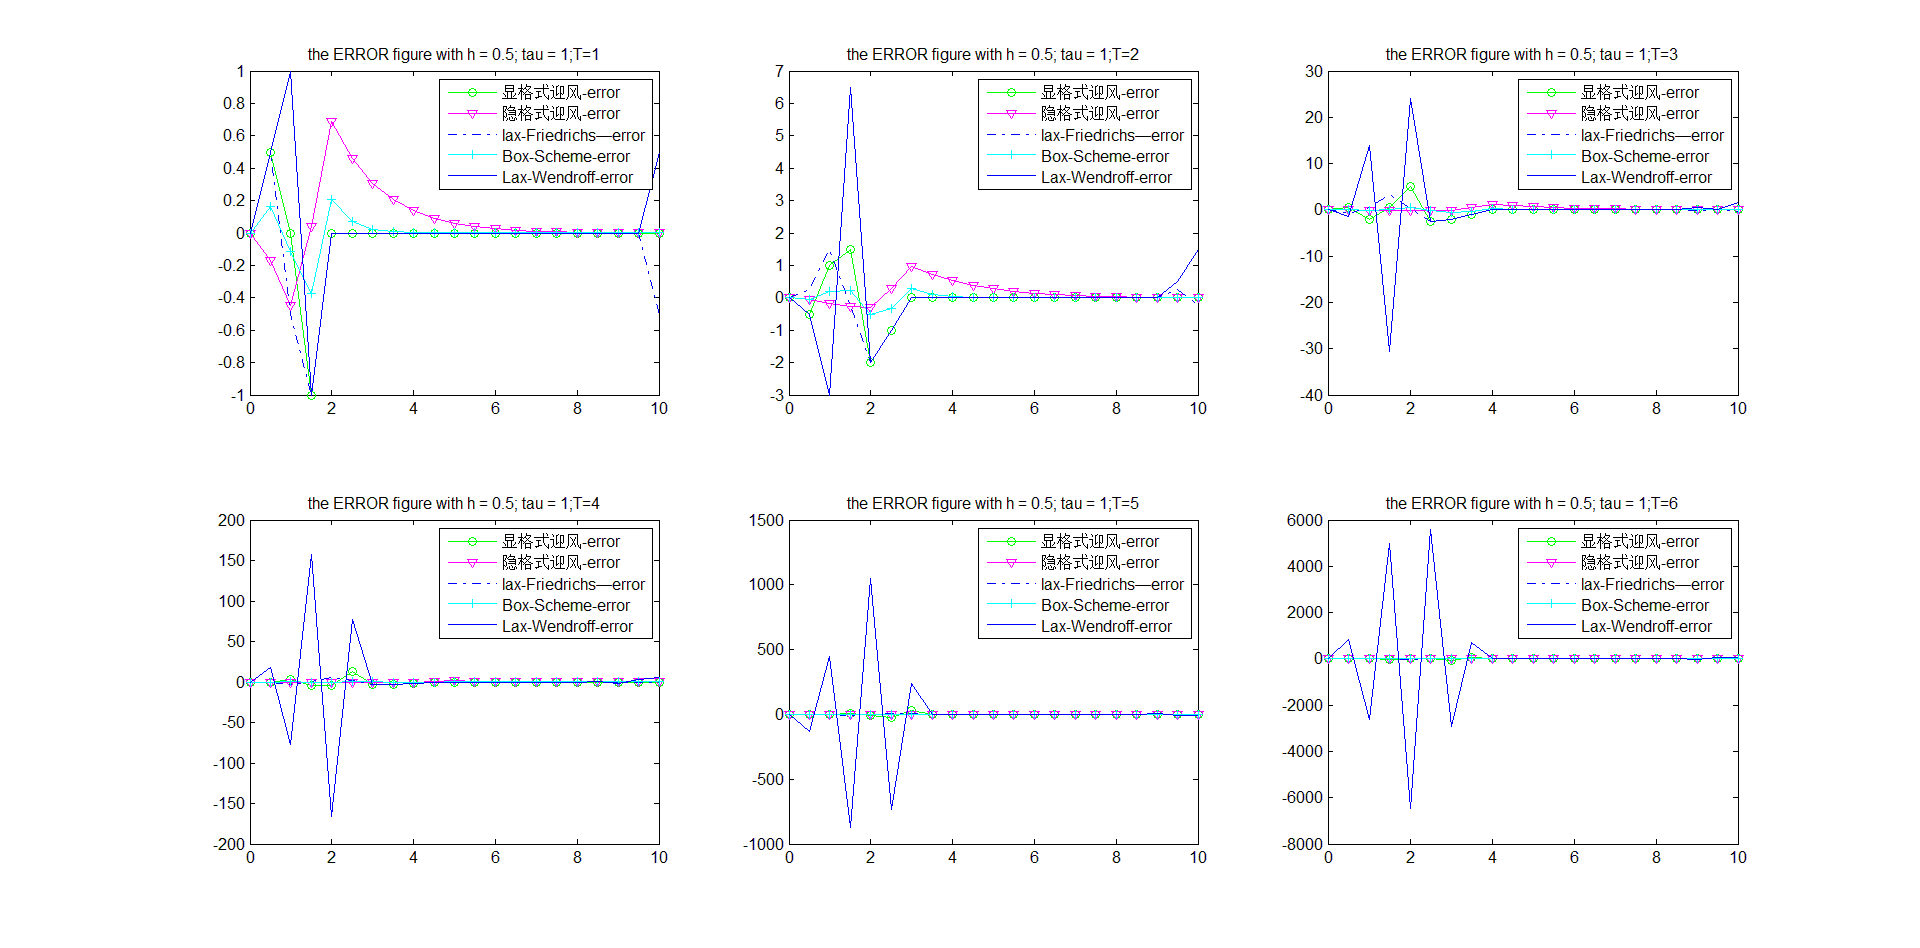 the ERROR figure with h = 0.5; tau = 1;T=1
1
0.8
0.6
0.4
0.2
0
-0.2
-0.4
-0.6
-0.8
-1
0 2 4 6 8 10
显格式迎风-error
隐格式迎风-error
lax-Friedrichs—error
Box-Scheme-error
Lax-Wendroff-error
the ERROR figure with h = 0.5; tau = 1;T=2
7
6
5
4
3
2
1
0
-1
-2
-3
0 2 4 6 8 10
显格式迎风-error
隐格式迎风-error
lax-Friedrichs—error
Box-Scheme-error
Lax-Wendroff-error
the ERROR figure with h = 0.5; tau = 1;T=3
30
20
10
0
-10
-20
-30
-40
0 2 4 6 8 10
显格式迎风-error
隐格式迎风-error
lax-Friedrichs—error
Box-Scheme-error
Lax-Wendroff-error
the ERROR figure with h = 0.5; tau = 1;T=4
200
150
100
50
0
-50
-100
-150
-200
0 2 4 6 8 10
显格式迎风-error
隐格式迎风-error
lax-Friedrichs—error
Box-Scheme-error
Lax-Wendroff-error
the ERROR figure with h = 0.5; tau = 1;T=5
1500
1000
500
0
-500
-1000
0 2 4 6 8 10
显格式迎风-error
隐格式迎风-error
lax-Friedrichs—error
Box-Scheme-error
Lax-Wendroff-error
the ERROR figure with h = 0.5; tau = 1;T=6
6000
4000
2000
0
-2000
-4000
-6000
-8000
0 2 4 6 8 10
显格式迎风-error
隐格式迎风-error
lax-Friedrichs—error
Box-Scheme-error
Lax-Wendroff-error